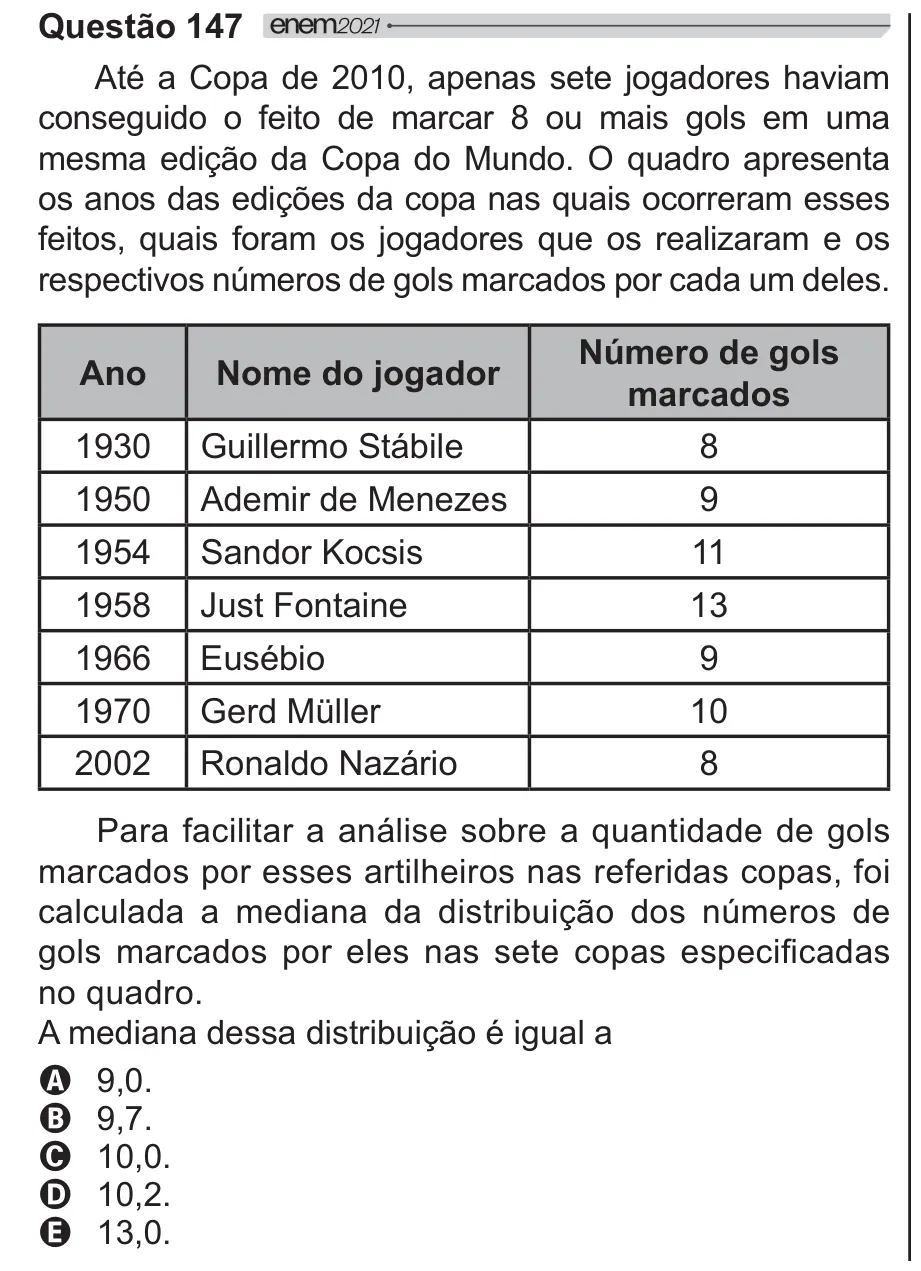 Questão 147 enem2021
Até a Copa de 2010, apenas sete jogadores haviam
conseguido o feito de marcar 8 ou mais gols em uma
mesma edição da Copa do Mundo. O quadro apresenta
os anos das edições da copa nas quais ocorreram esses
feitos, quais foram os jogadores que os realizaram e os
respectivos números de gols marcados por cada um deles.
Ano Nome do jogador Número de gols
marcados
1930 Guillermo Stábile 8
1950 Ademir de Menezes 9
1954 Sandor Kocsis 11
1958 Just Fontaine 13
1966 Eusébio 9
1970 Gerd Müller 10
2002 Ronaldo Nazário 8
Para facilitar a análise sobre a quantidade de gols
marcados por esses artilheiros nas referidas copas, foi
calculada a mediana da distribuição dos números de
gols marcados por eles nas sete copas especificadas
no quadro.
A mediana dessa distribuição é igual a
A 9,0.
B 9,7.
C 10,0.
D 10,2.
E 13,0.